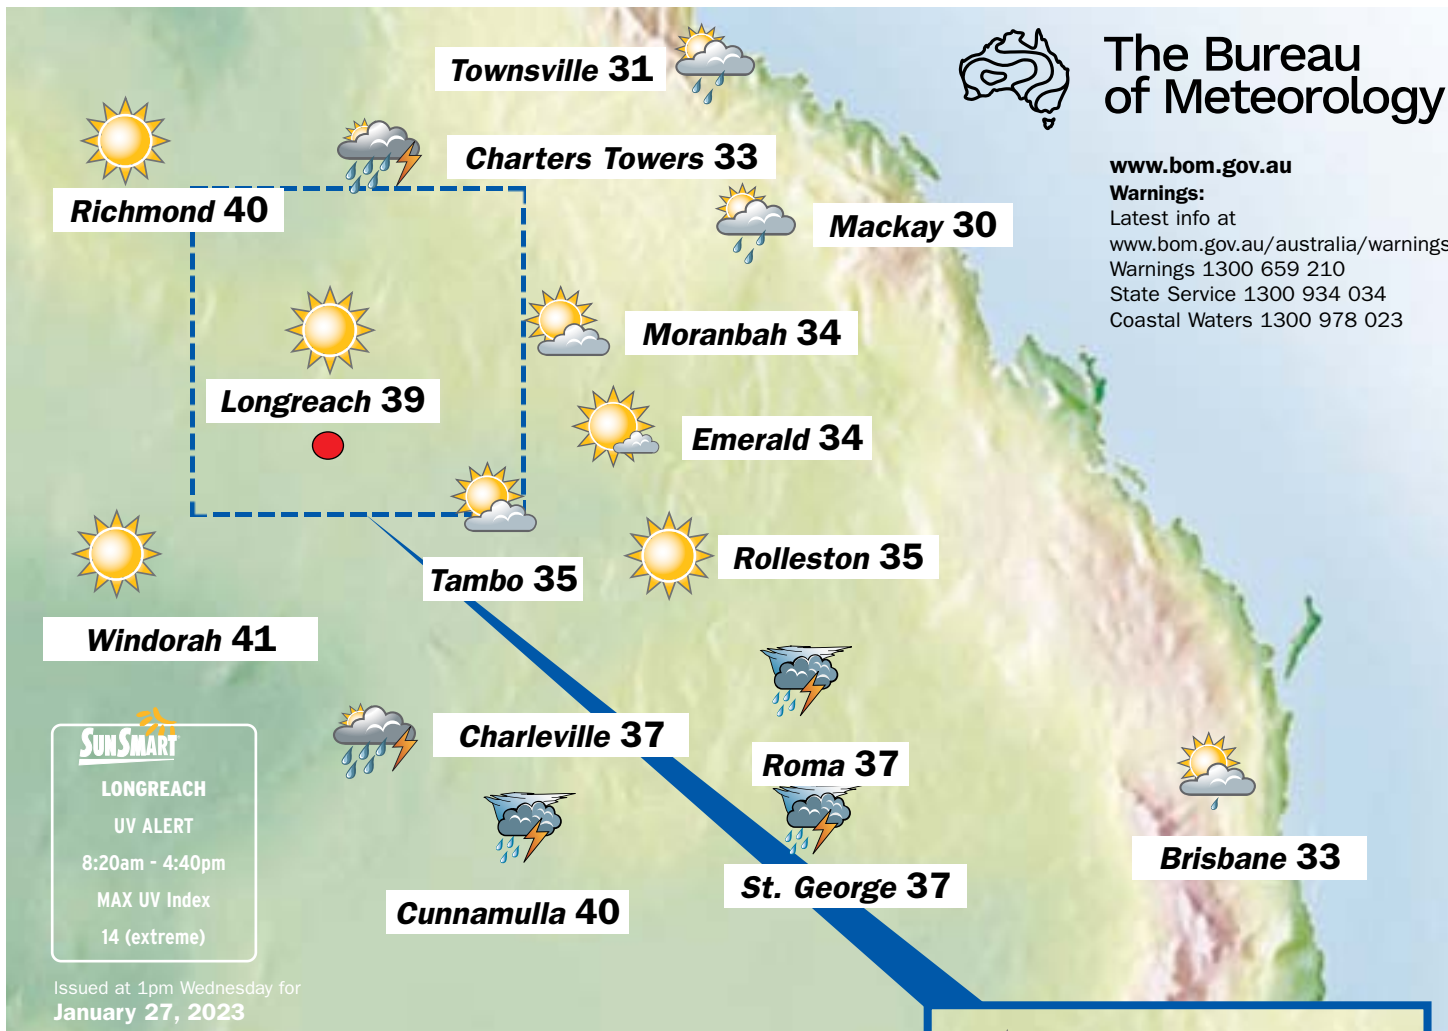 The Bureau
of Meteorology
www.bom.gov.au
Warnings:
Latest info at
www.bom.gov.au/australia/warnings
Warnings 1300 659 210
State Service 1300 934 034
Coastal Waters 1300 978 023
Townsville 31
Charters Towers 33
Richmond 40
Mackay 30
Moranbah 34
Longreach 39
Emerald 34
Rolleston 35
Tambo 35
Windorah 41
Charleville 37
Roma 37
Brisbane 33
St. George 37
Cunnamulla 40
SUNSMART
LONGREACH
UV ALERT
8:20am - 4:40pm
MAX UV Index
14 (extreme)
Issued at 1pm Wednesday for
January 27, 2023